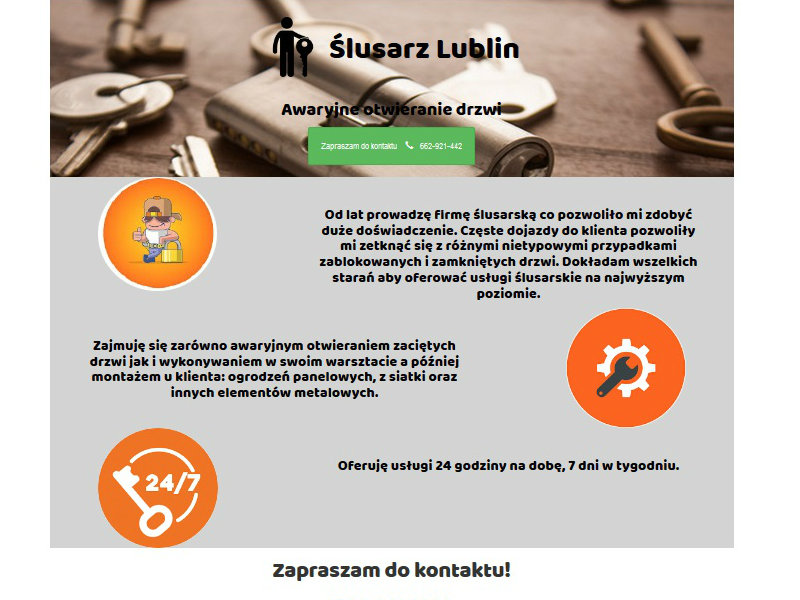 Ślusarz Lublin
Awaryjne otwieranie drzwi
Zapraszam do kontaktu 662-921-442
Od lat prowadzę firmę ślusarską co pozwoliło mi zdobyć
duże doświadczenie. Częste dojazdy do klienta pozwoliły
mi zetknąć się z różnymi nietypowymi przypadkami
zablokowanych i zamkniętych drzwi. Dokładam wszelkich
starań aby oferować usługi ślusarskie na najwyższym
poziomie.
Zajmuję się zarówno awaryjnym otwieraniem zaciętych
drzwi jak i wykonywaniem w swoim warsztacie a później
montażem u klienta: ogrodzeń panelowych, z siatki oraz
innych elementów metalowych.
24/7
Oferuję usługi 24 godziny na dobę, 7 dni w tygodniu.
Zapraszam do kontaktu!